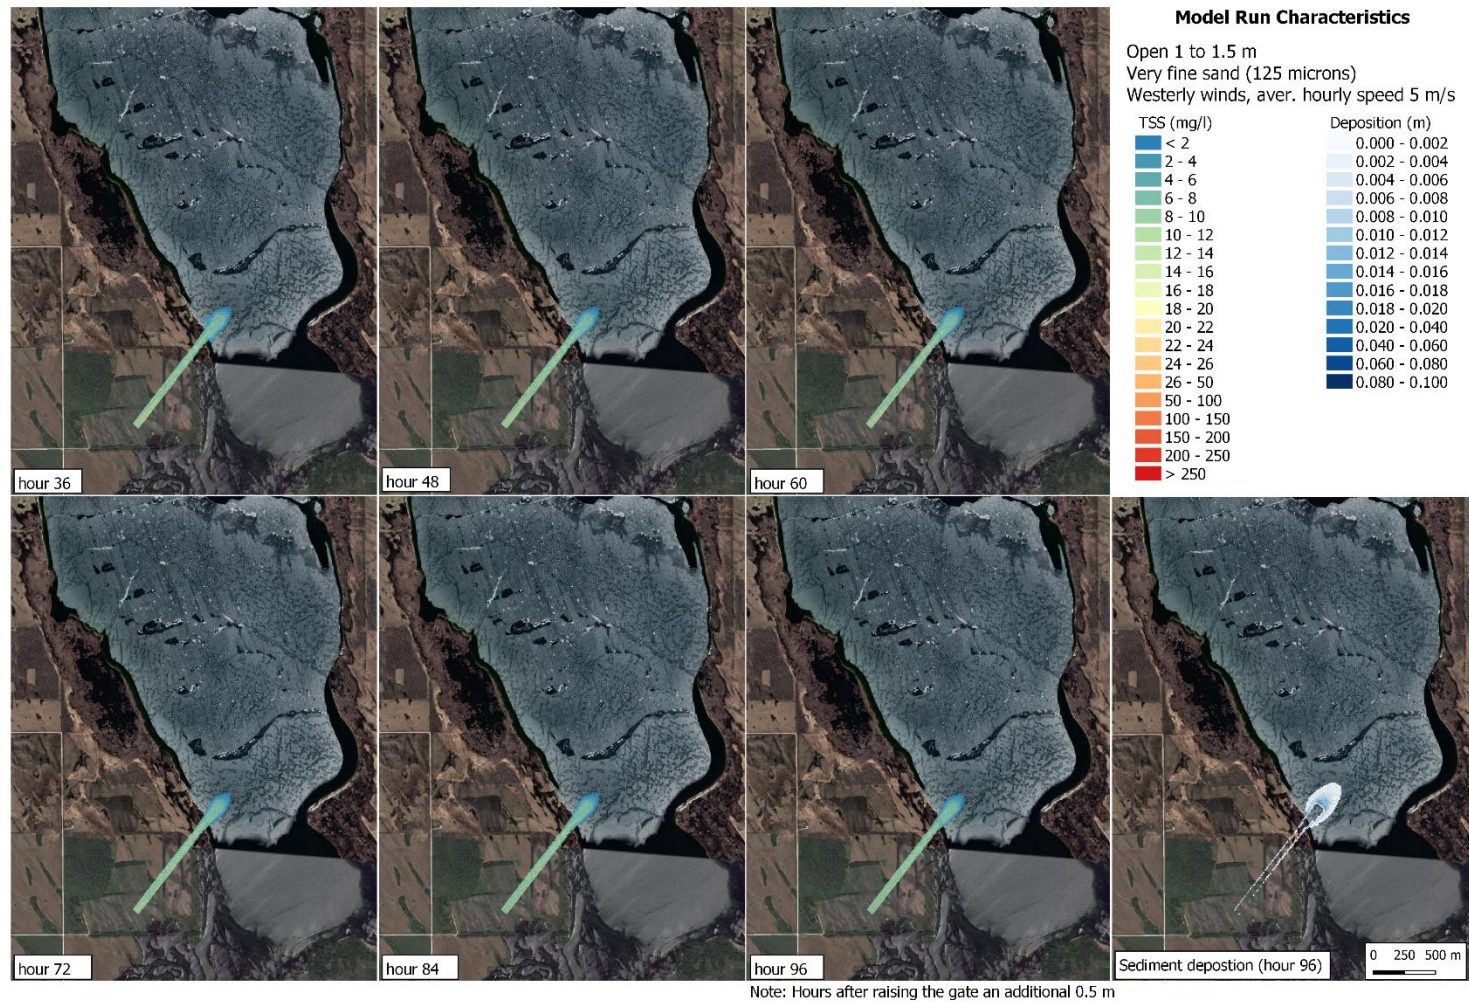 Model Run Characteristics
Open 1 to 1.5 m
Very fine sand (125 microns)
Westerly winds, aver. hourly speed 5 m/s
TSS (mg/l)
< 2
2 - 4
4 - 6
6 - 8
8 - 10
10 - 12
12 - 14
14 - 16
16 - 18
18 - 20
20 - 22
22 - 24
24 - 26
26 - 50
50 - 100
100 - 150
150 - 200
200 - 250
> 250
Deposition (m)
0.000 - 0.002
0.002 - 0.004
0.004 - 0.006
0.006 - 0.008
0.008 - 0.010
0.010 - 0.012
0.012 - 0.014
0.014 - 0.016
0.016 - 0.018
0.018 - 0.020
0.020 - 0.040
0.040 - 0.060
0.060 - 0.080
0.080 - 0.100
hour 36
hour 48
hour 60
hour 72
hour 84
hour 96
Sediment depostion (hour 96)
0 250 500 m
Note: Hours after raising the gate an additional 0.5 m